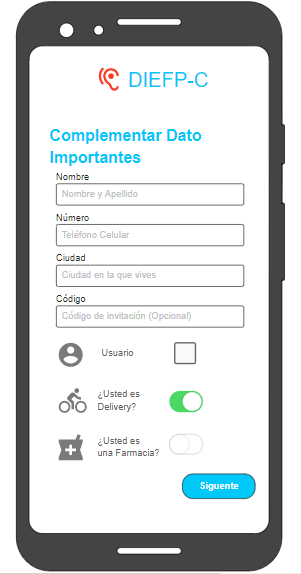 DIEFP-C
Complementar Dato
Importantes
Nombre
Nombre y Apellido
Número
Teléfono Celular
Ciudad
Ciudad en la que vives
Código
Código de invitación (Opcional)
Usuario
¿Usted es
Delivery?
¿Usted es
una Farmacia?
Siguente